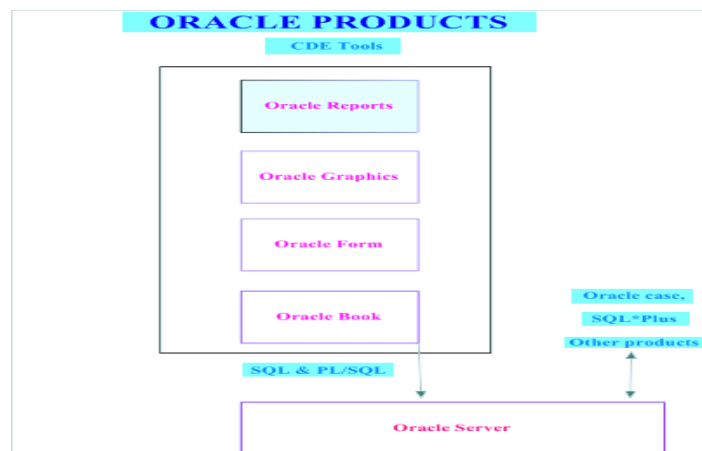 ORACLE PRODUCTS
CDE Tools
Oracle Reports
Oracle Graphics
Oracle Form
Oracle Book
Oracle case,
SQL*Plus
Other products
SQL & PL/SQL
Oracle Server